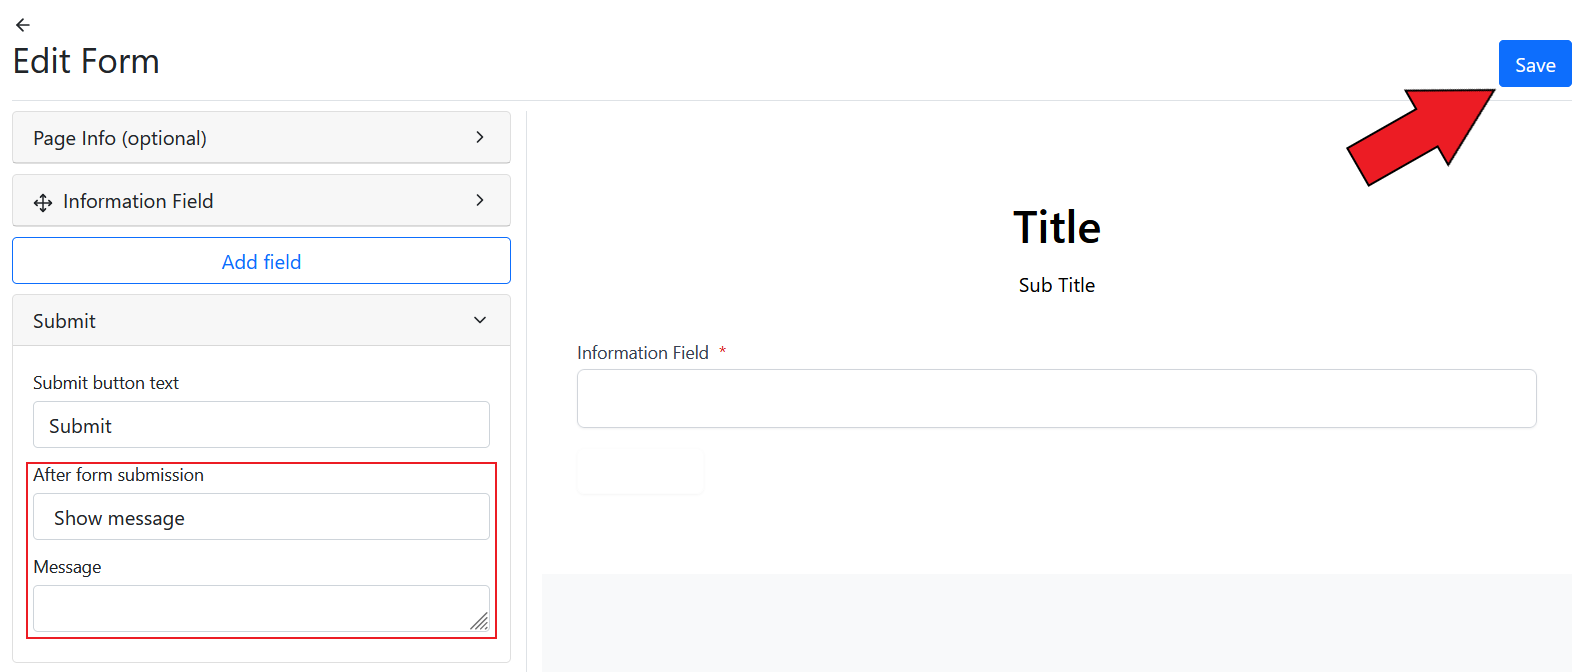 Edit Form
Save
Page Info (optional)
Information Field
Add field
Submit
Submit button text
Submit
After form submission
Show message
Message
Title
Sub Title
Information Field *